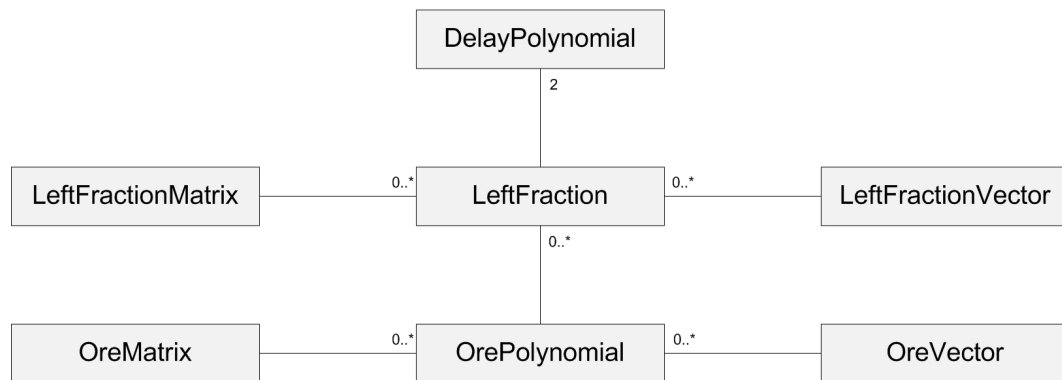 DelayPolynomial
2
LeftFractionMatrix 0..* LeftFraction 0..* LeftFractionVector
0..*
OreMatrix 0..* OrePolynomial 0..* OreVector